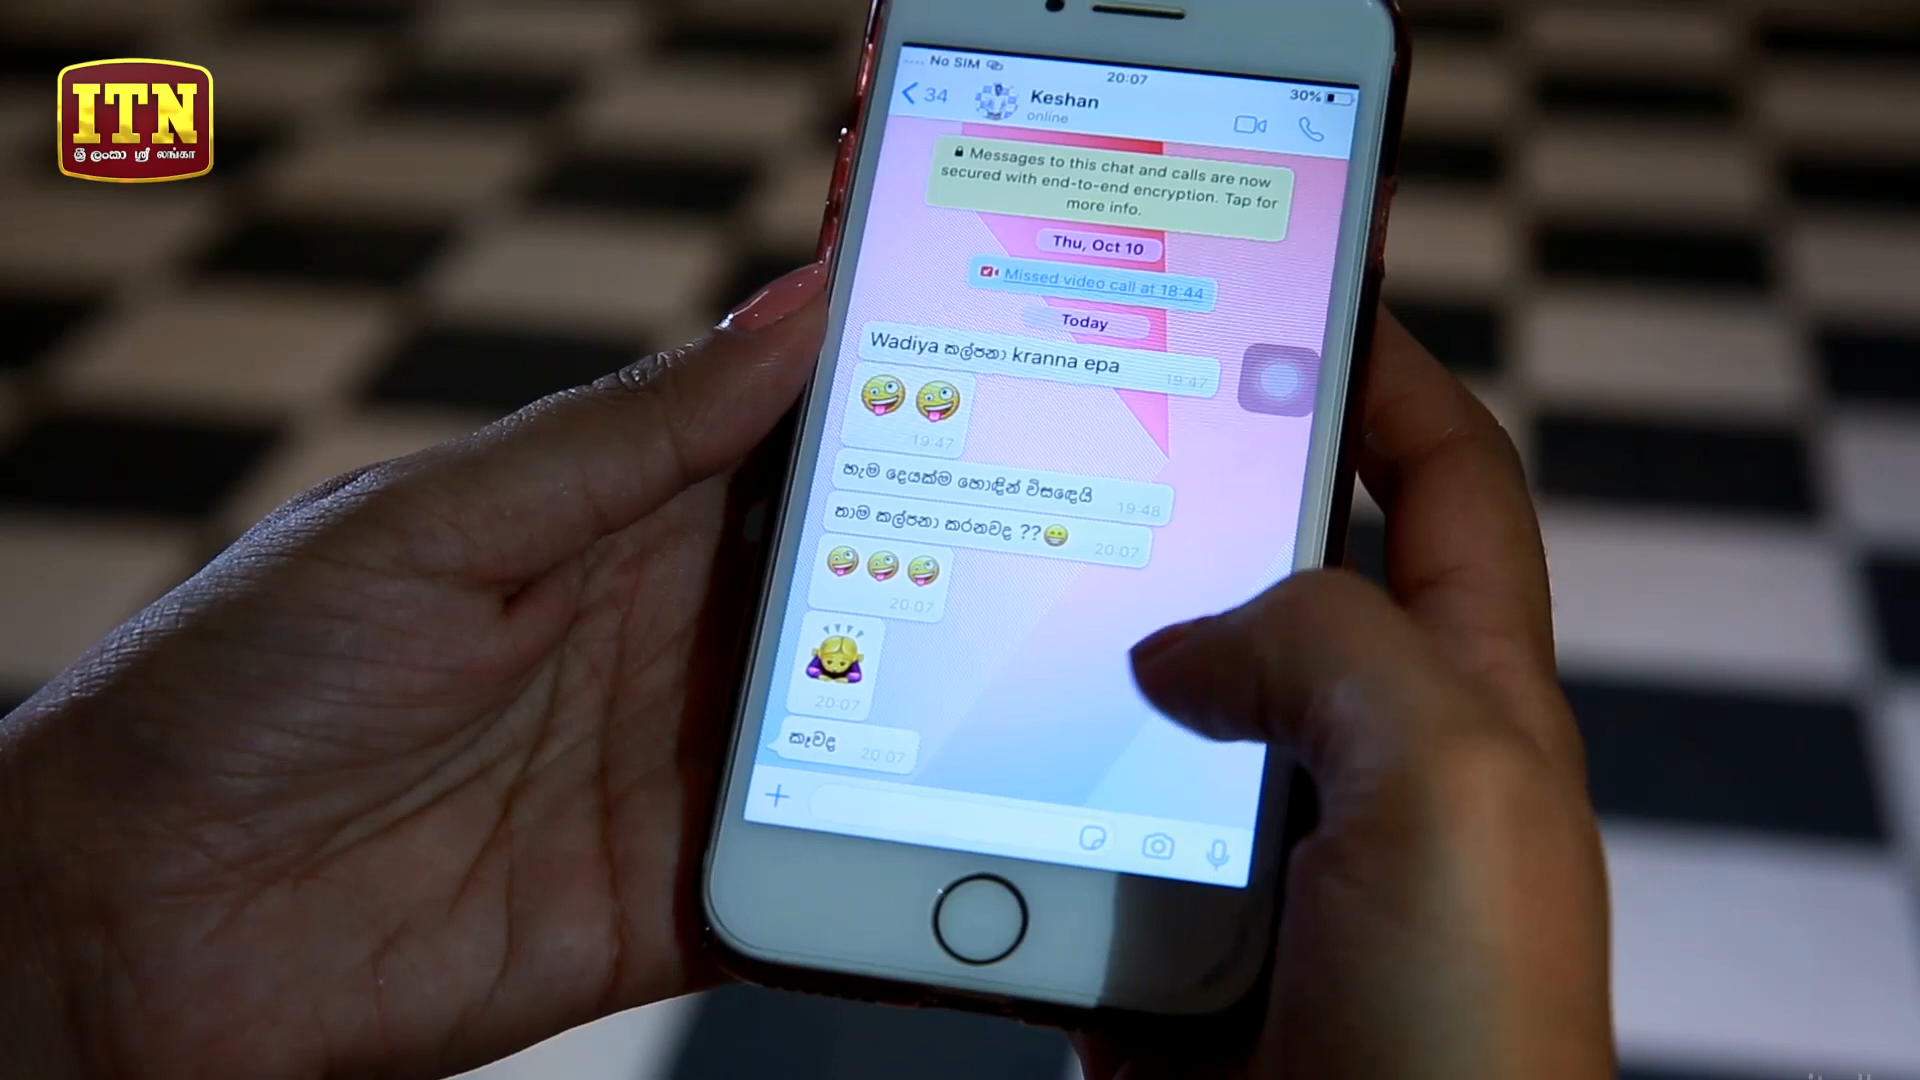 ITN
ශ්‍රී ලංකා ஸ்ரீ லங்கா
No SIM
20:07
30%
34
Keshan
online
Messages to this chat and calls are now
secured with end-to-end encryption. Tap for
more info.
Thu, Oct 10
Missed video call at 18:44
Today
Wadiya කල්පනා kranna epa
19:47
19:47
හැම දෙයක්ම හොඳින් විසඳෙයි
19:48
තාම කල්පනා කරනවද ??
20:07
20:07
20:07
කෑවද
20:07